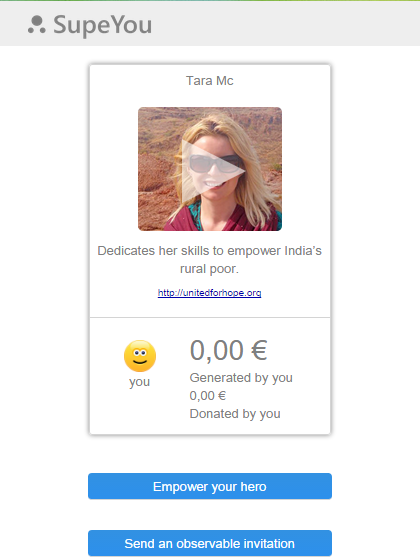 SupeYou
Tara Mc
Dedicates her skills to empower India's
rural poor.
http://unitedforhope.org
0,00 €
you
Generated by you
0,00 €
Donated by you
Empower your hero
Send an observable invitation